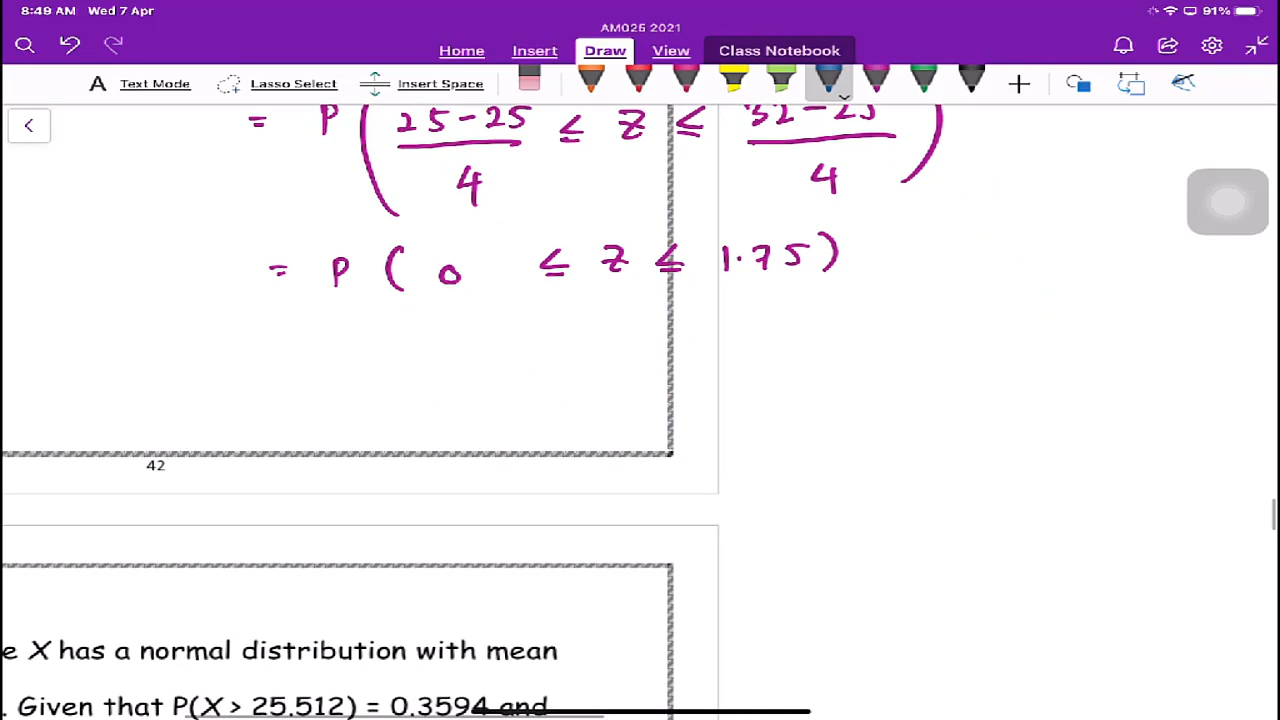 8:49 AM Wed 7 Apr
91%
AM025 2021
Home Insert Draw View Class Notebook
A Text Mode Lasso Select Insert Space
= P ( 25-25 / 4 ≤ Z ≤ 32-25 / 4 )
= P ( 0 ≤ Z ≤ 1.75 )
42
e X has a normal distribution with mean
. Given that P(X > 25.512) = 0.3594 and